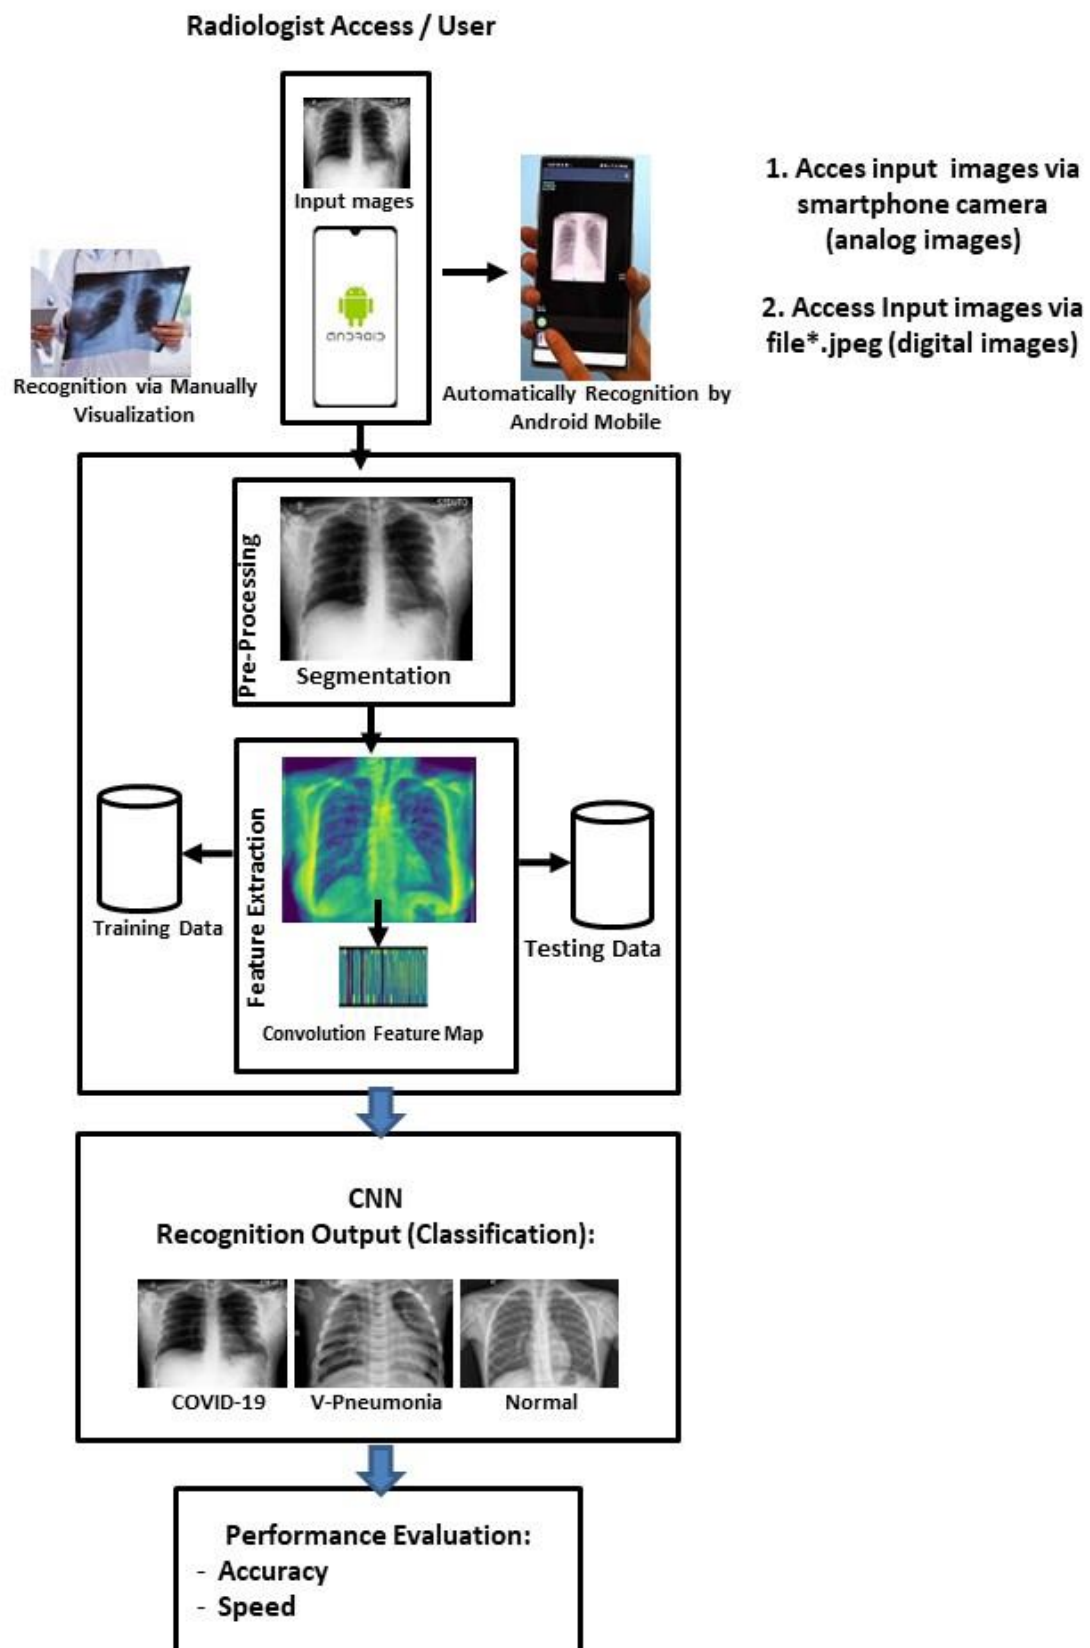 Radiologist Access / User
Input mages
android
Recognition via Manually
Visualization
Automatically Recognition by
Android Mobile
1. Acces input images via
smartphone camera
(analog images)
2. Access Input images via
file*.jpeg (digital images)
Pre-Processing
Segmentation
Feature Extraction
Training Data
Testing Data
Convolution Feature Map
CNN
Recognition Output (Classification):
COVID-19
V-Pneumonia
Normal
Performance Evaluation:
- Accuracy
- Speed